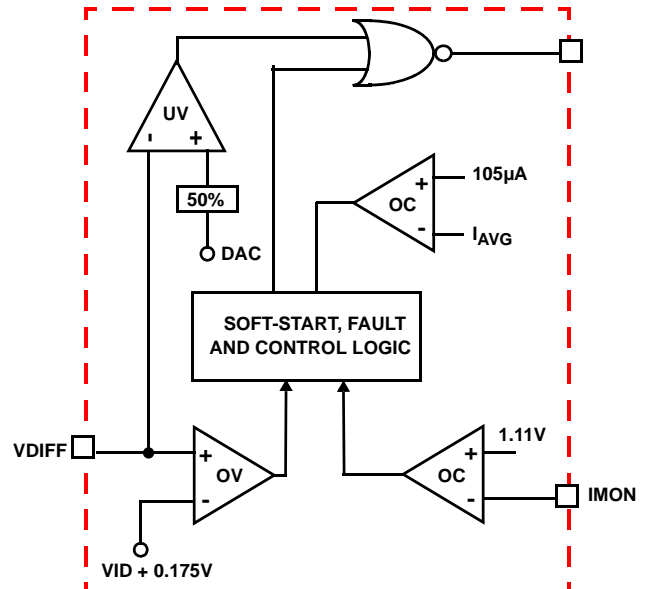 UV
-
+
50%
DAC
105µA
+
OC
-
IAVG
SOFT-START, FAULT
AND CONTROL LOGIC
VDIFF
+
OV
-
VID + 0.175V
1.11V
+
OC
-
IMON